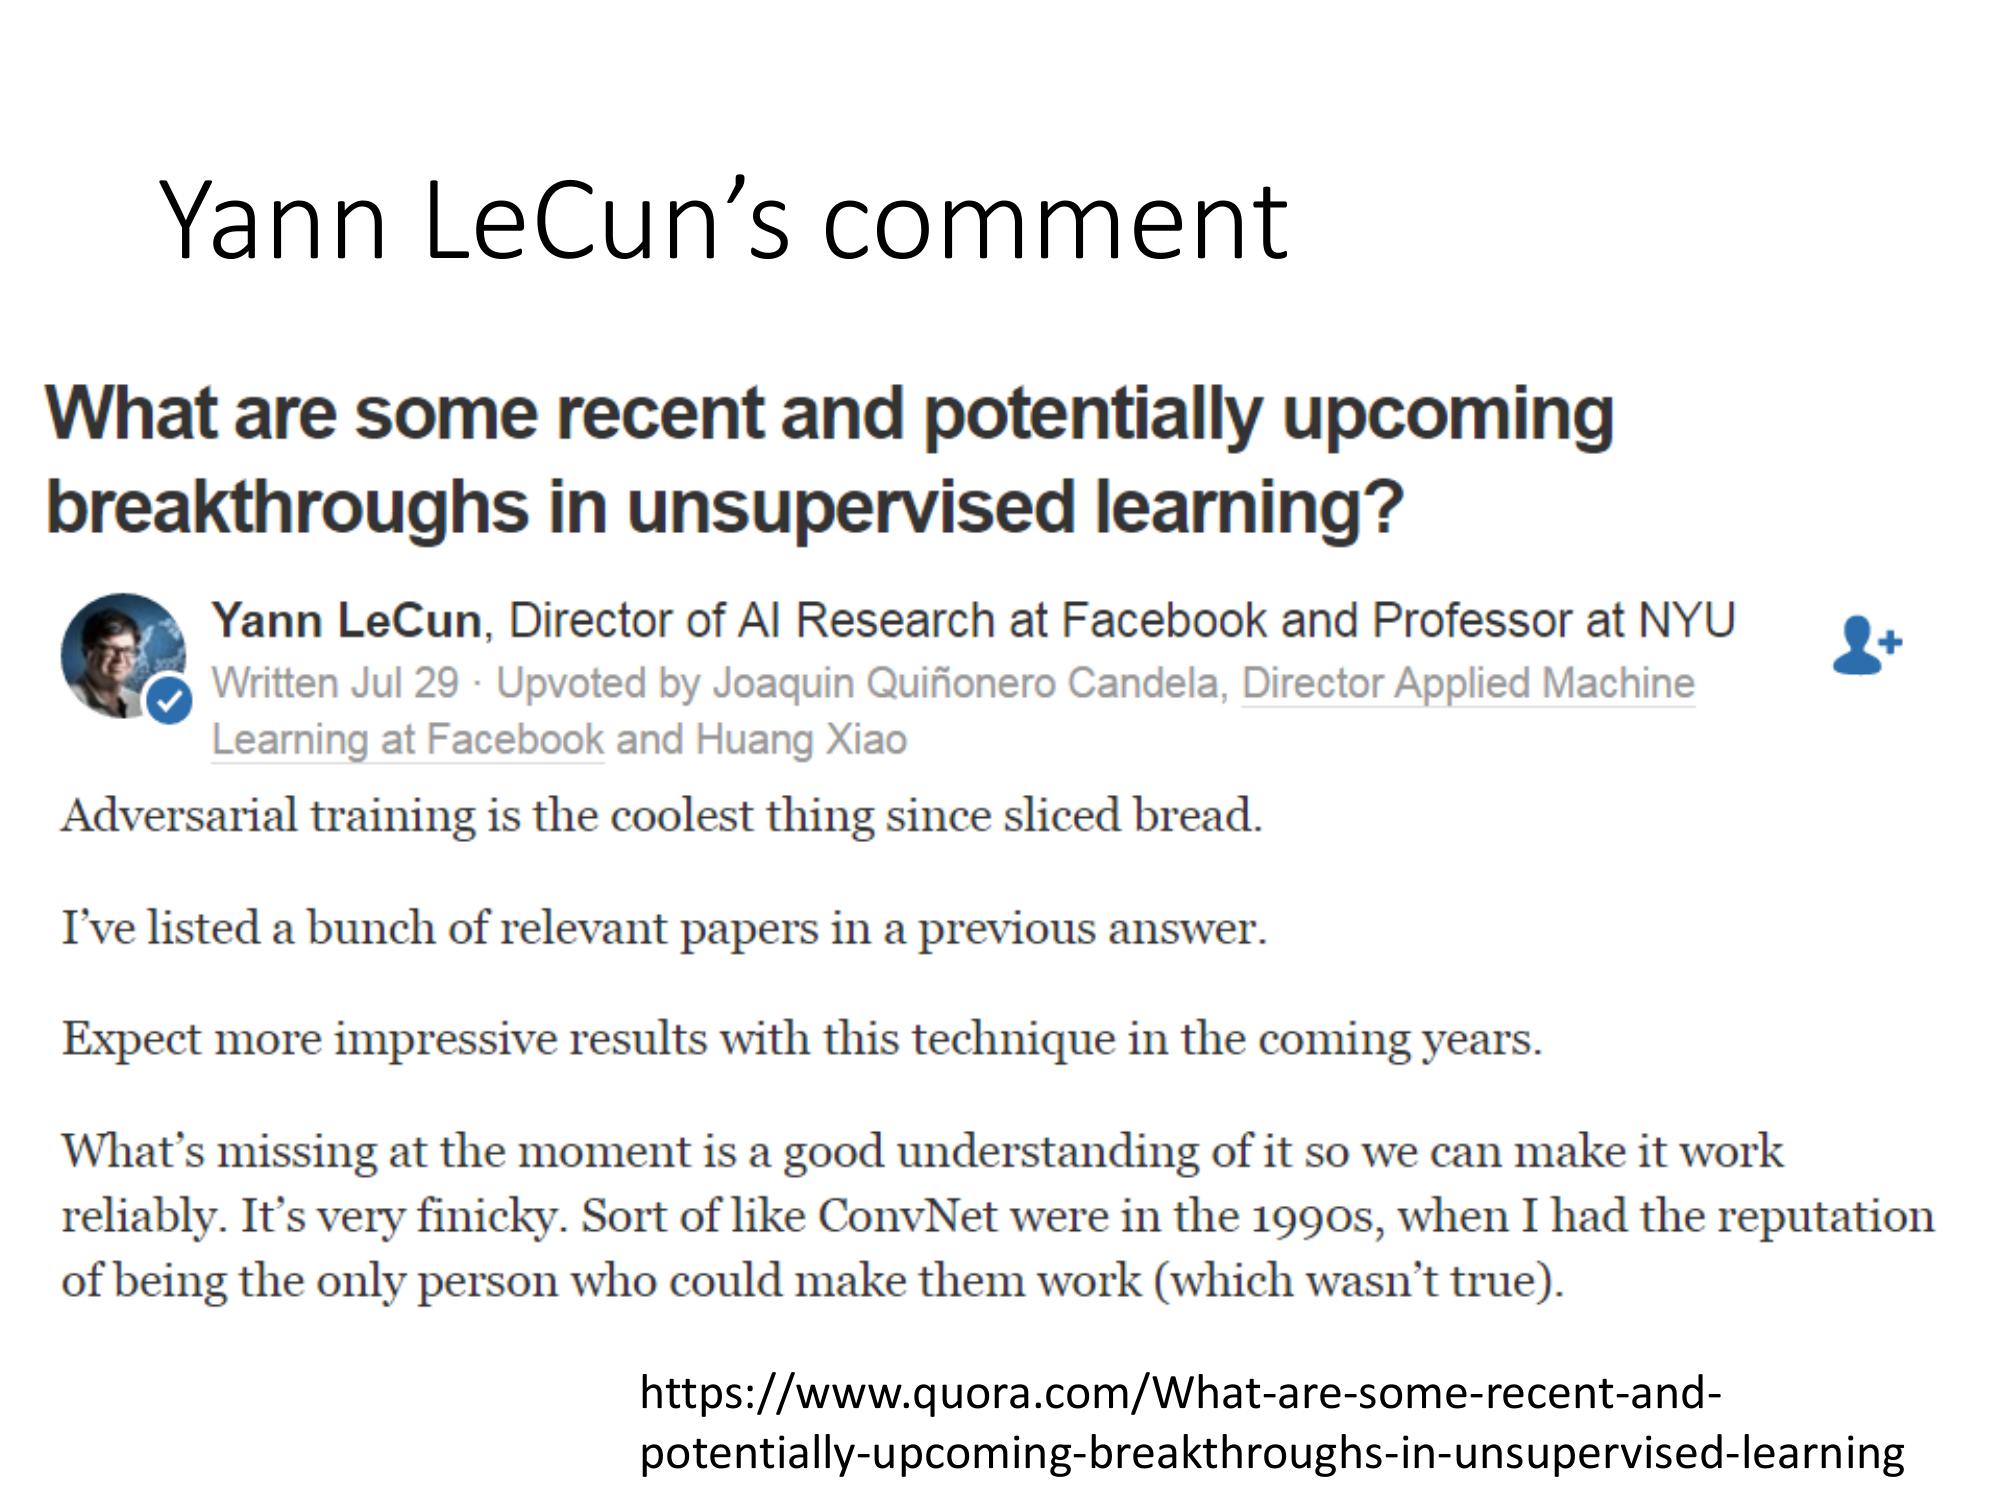 Yann LeCun’s comment
What are some recent and potentially upcoming
breakthroughs in unsupervised learning?
Yann LeCun, Director of AI Research at Facebook and Professor at NYU
Written Jul 29 · Upvoted by Joaquin Quiñonero Candela, Director Applied Machine
Learning at Facebook and Huang Xiao
Adversarial training is the coolest thing since sliced bread.
I’ve listed a bunch of relevant papers in a previous answer.
Expect more impressive results with this technique in the coming years.
What’s missing at the moment is a good understanding of it so we can make it work
reliably. It’s very finicky. Sort of like ConvNet were in the 1990s, when I had the reputation
of being the only person who could make them work (which wasn’t true).
https://www.quora.com/What-are-some-recent-and-
potentially-upcoming-breakthroughs-in-unsupervised-learning